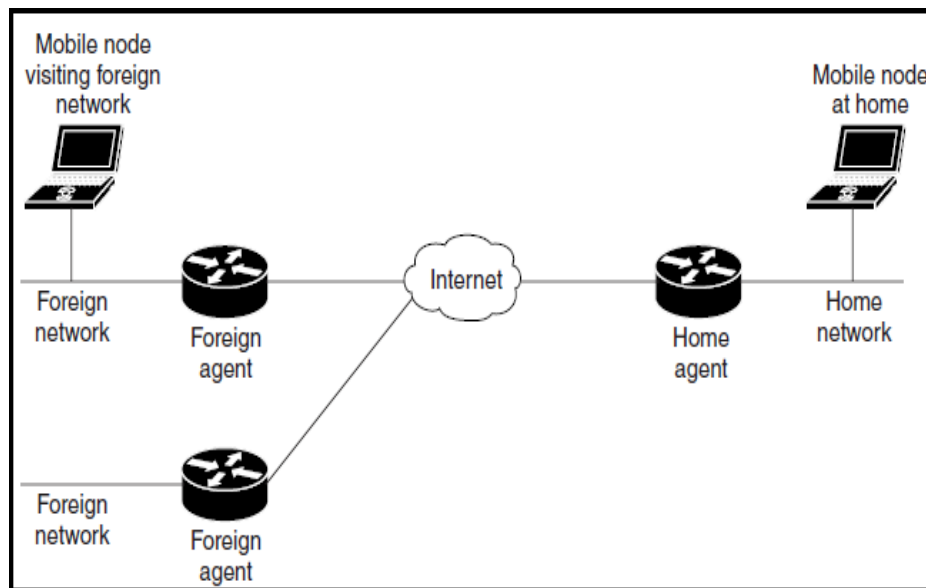 Mobile node
visiting foreign
network
Mobile node
at home
Internet
Foreign
network
Foreign
agent
Home
agent
Home
network
Foreign
network
Foreign
agent